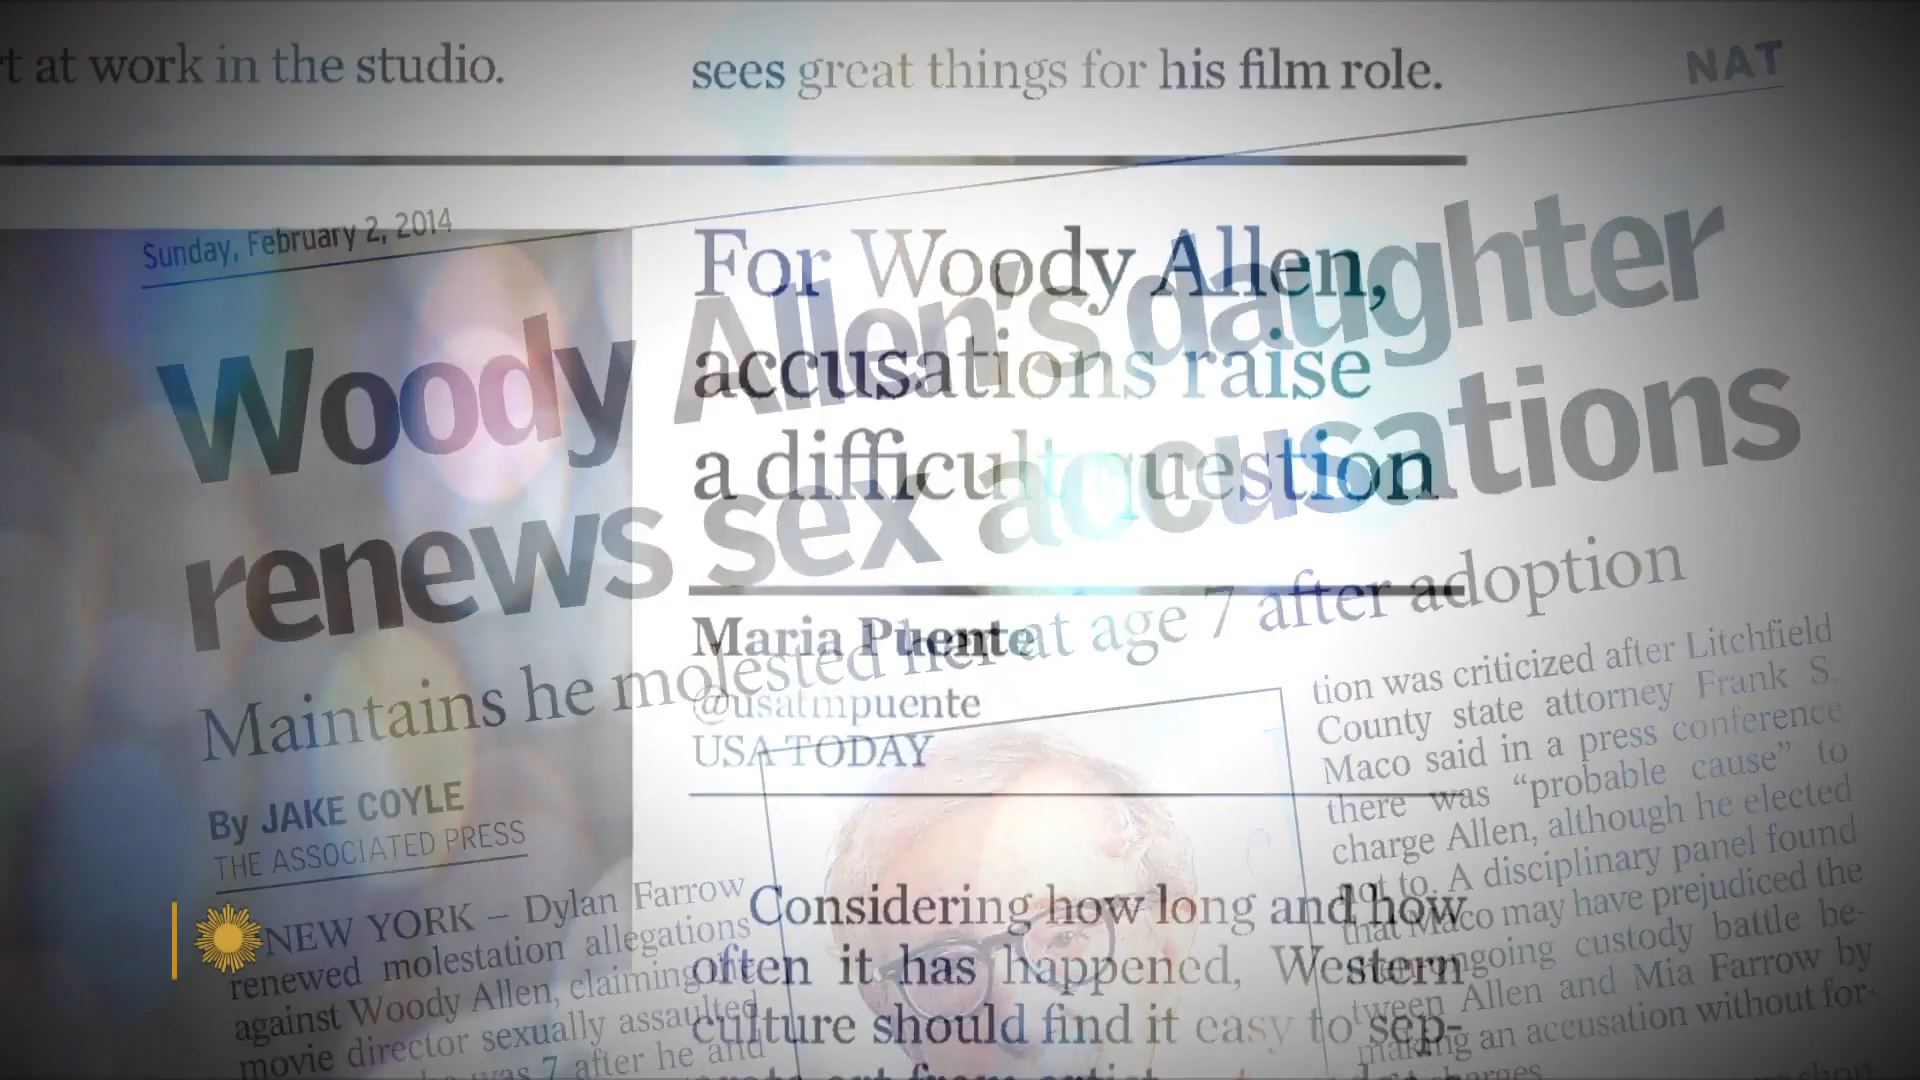 t at work in the studio.
sees great things for his film role.
NAT
Sunday, February 2, 2014
Woody Allen's daughter
renews sex accusations
Maintains he molested her at age 7 after adoption
By JAKE COYLE
THE ASSOCIATED PRESS
NEW YORK – Dylan Farrow
renewed molestation allegations
against Woody Allen, claiming
movie director sexually assaulted
was 7 after he and
For Woody Allen,
accusations raise
a difficult question
Maria Puente
@usatmpuente
USA TODAY
Considering how long and how
often it has happened, Western
culture should find it easy to sep-
tion was criticized after Litchfield
County state attorney Frank S.
Maco said in a press conference
there was “probable cause” to
charge Allen, although he elected
not to. A disciplinary panel found
that Maco may have prejudiced the
ongoing custody battle be-
tween Allen and Mia Farrow by
making an accusation without for-
charges